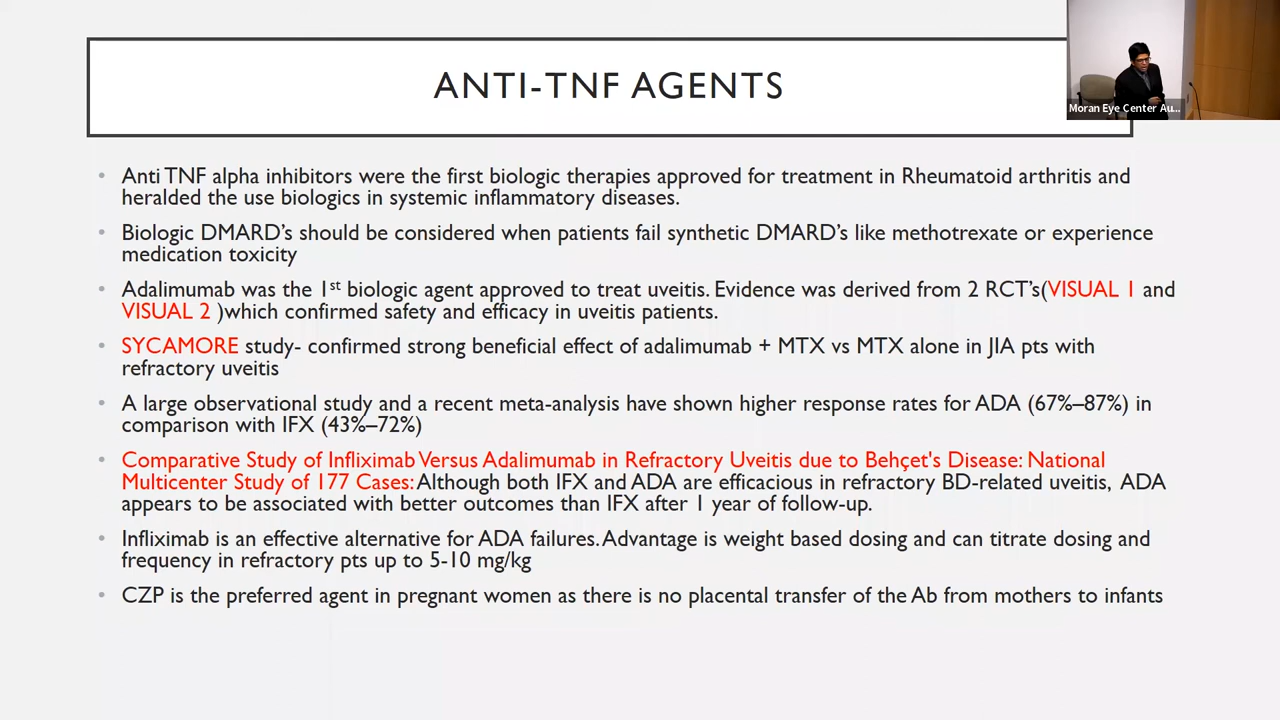 ANTI-TNF AGENTS
Moran Eye Center Au...
• Anti TNF alpha inhibitors were the first biologic therapies approved for treatment in Rheumatoid arthritis and
heralded the use biologics in systemic inflammatory diseases.
• Biologic DMARD's should be considered when patients fail synthetic DMARD's like methotrexate or experience
medication toxicity
• Adalimumab was the 1st biologic agent approved to treat uveitis. Evidence was derived from 2 RCT's(VISUAL 1 and
VISUAL 2 )which confirmed safety and efficacy in uveitis patients.
• SYCAMORE study- confirmed strong beneficial effect of adalimumab + MTX vs MTX alone in JIA pts with
refractory uveitis
• A large observational study and a recent meta-analysis have shown higher response rates for ADA (67%–87%) in
comparison with IFX (43%–72%)
• Comparative Study of Infliximab Versus Adalimumab in Refractory Uveitis due to Behçet's Disease: National
Multicenter Study of 177 Cases: Although both IFX and ADA are efficacious in refractory BD-related uveitis, ADA
appears to be associated with better outcomes than IFX after 1 year of follow-up.
• Infliximab is an effective alternative for ADA failures. Advantage is weight based dosing and can titrate dosing and
frequency in refractory pts up to 5-10 mg/kg
• CZP is the preferred agent in pregnant women as there is no placental transfer of the Ab from mothers to infants